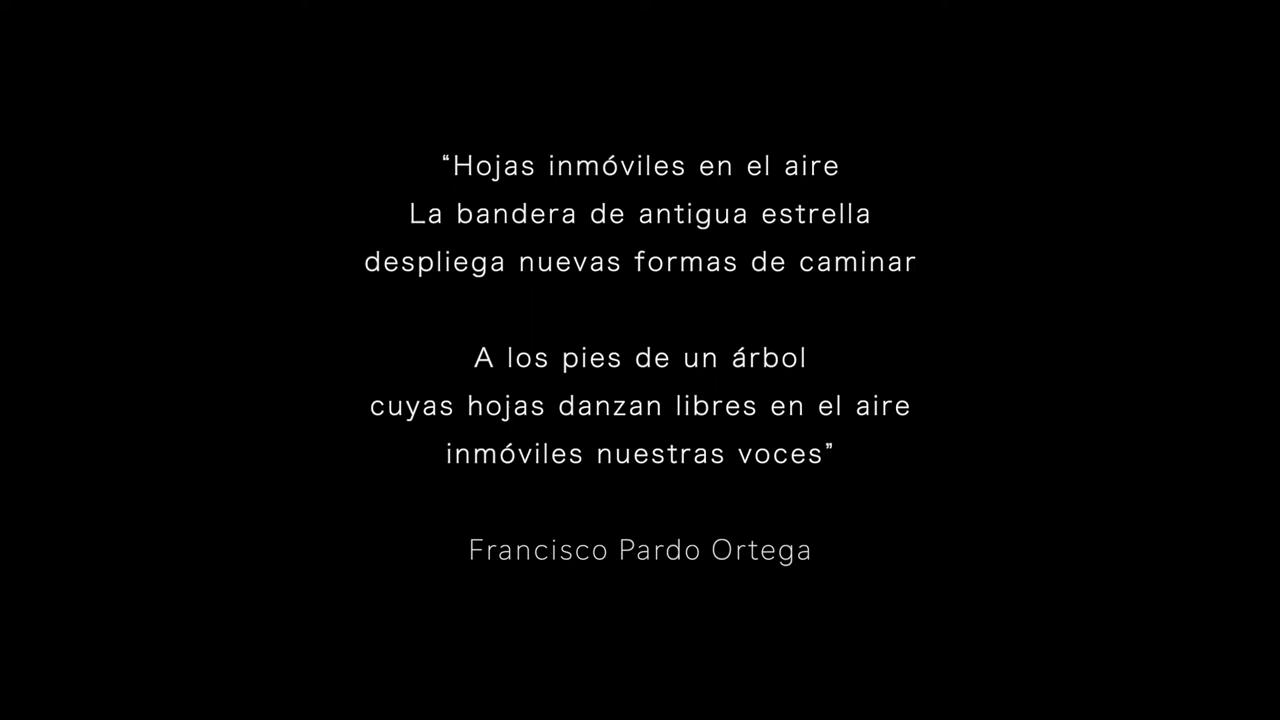 “Hojas inmóviles en el aire
La bandera de antigua estrella
despliega nuevas formas de caminar
A los pies de un árbol
cuyas hojas danzan libres en el aire
inmóviles nuestras voces”
Francisco Pardo Ortega